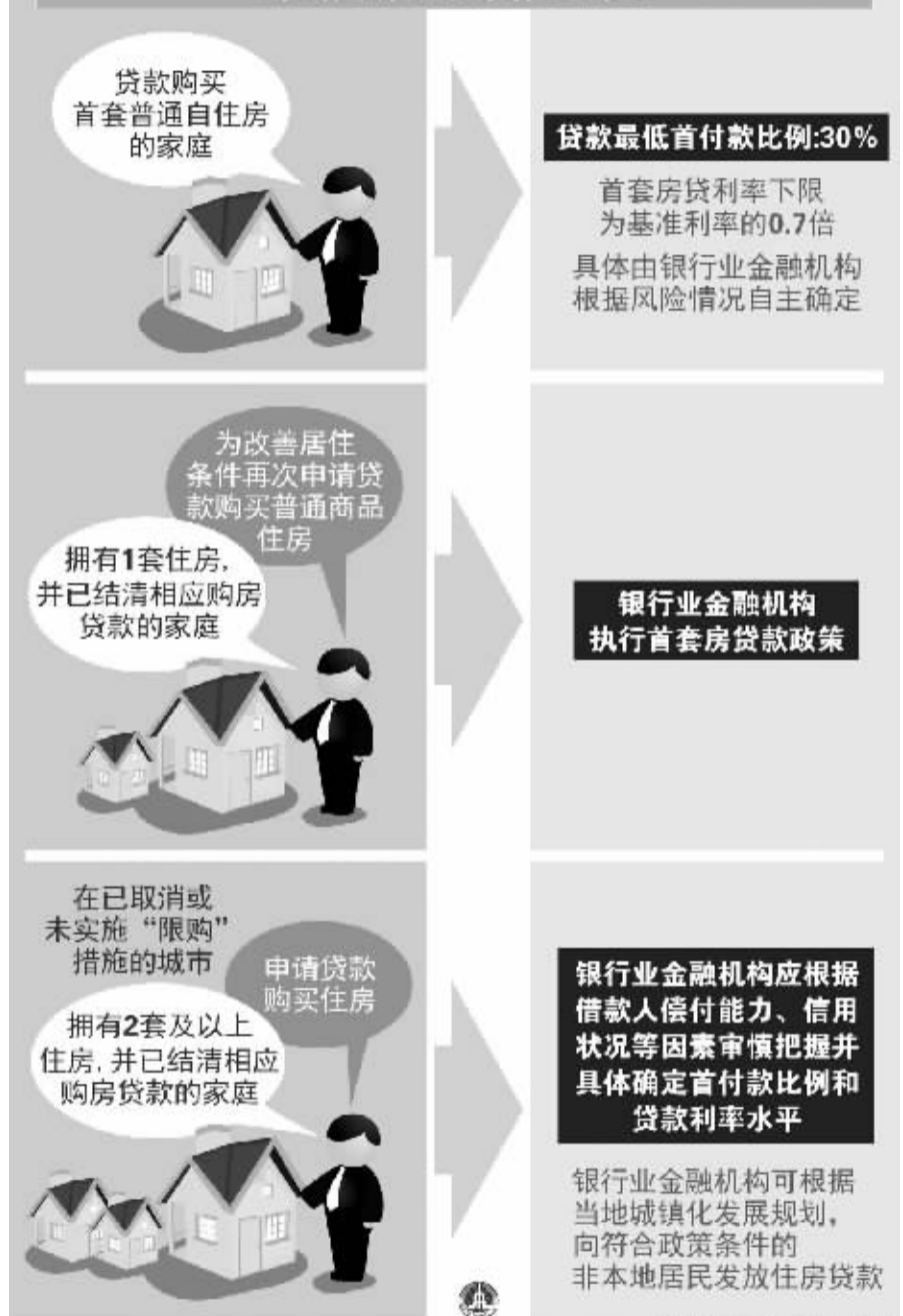 贷款购买
首套普通自住房
的家庭
贷款最低首付款比例:30%
首套房贷利率下限
为基准利率的0.7倍
具体由银行业金融机构
根据风险情况自主确定
为改善居住
条件再次申请贷
款购买普通商品
住房
拥有1套住房,
并已结清相应购房
贷款的家庭
银行业金融机构
执行首套房贷款政策
在已取消或
未实施“限购”
措施的城市
申请贷款
购买住房
拥有2套及以上
住房,并已结清相应
购房贷款的家庭
银行业金融机构应根据
借款人偿付能力、信用
状况等因素审慎把握并
具体确定首付款比例和
贷款利率水平
银行业金融机构可根据
当地城镇化发展规划,
向符合政策条件的
非本地居民发放住房贷款